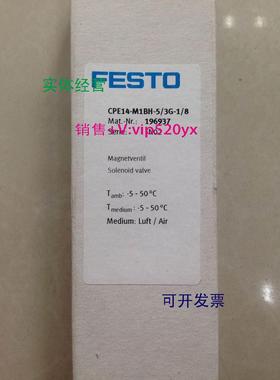 实体经营
FESTO
CPE14-M1BH-5/3G-1/8
Mat.-Nr.: 196937
销售v:vip520yx
Magnetventil
Solenoid valve
Tamb: -5 - 50 °C
Tmedium: -5 - 50 °C
Medium: Luft / Air
可开发票